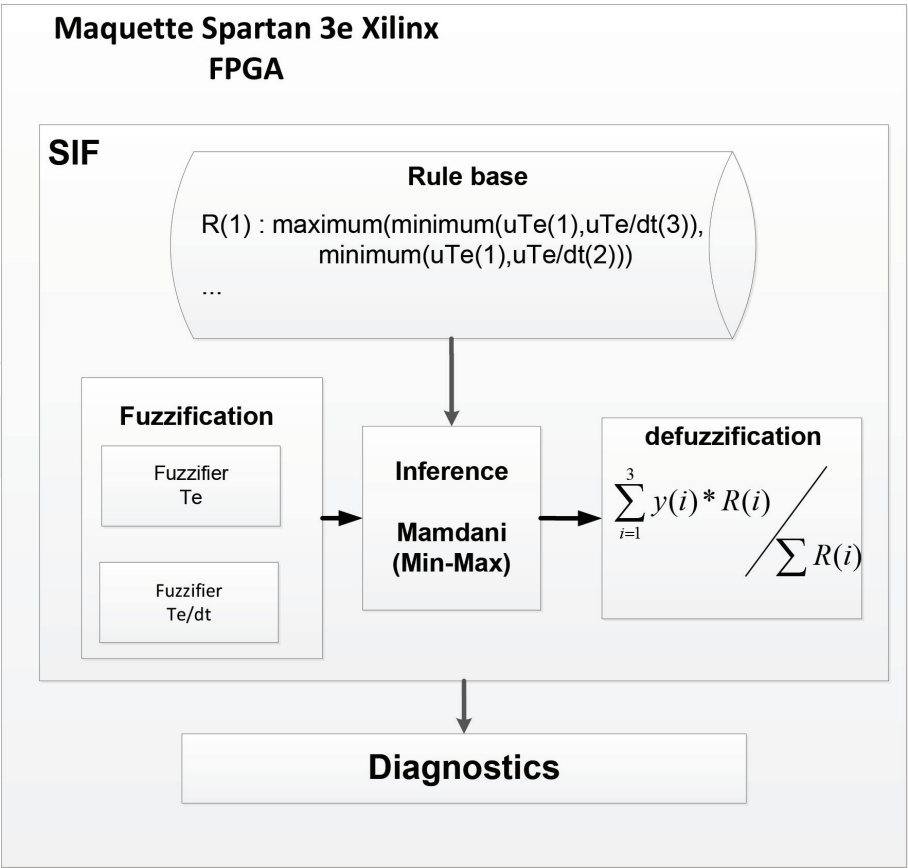 Maquette Spartan 3e Xilinx
FPGA
SIF
Rule base
R(1) : maximum(minimum(uTe(1),uTe/dt(3)),
minimum(uTe(1),uTe/dt(2)))
...
Fuzzification
Fuzzifier
Te
Fuzzifier
Te/dt
Inference
Mamdani
(Min-Max)
defuzzification
3
∑ y(i) * R(i)
i=1
/ ∑ R(i)
Diagnostics